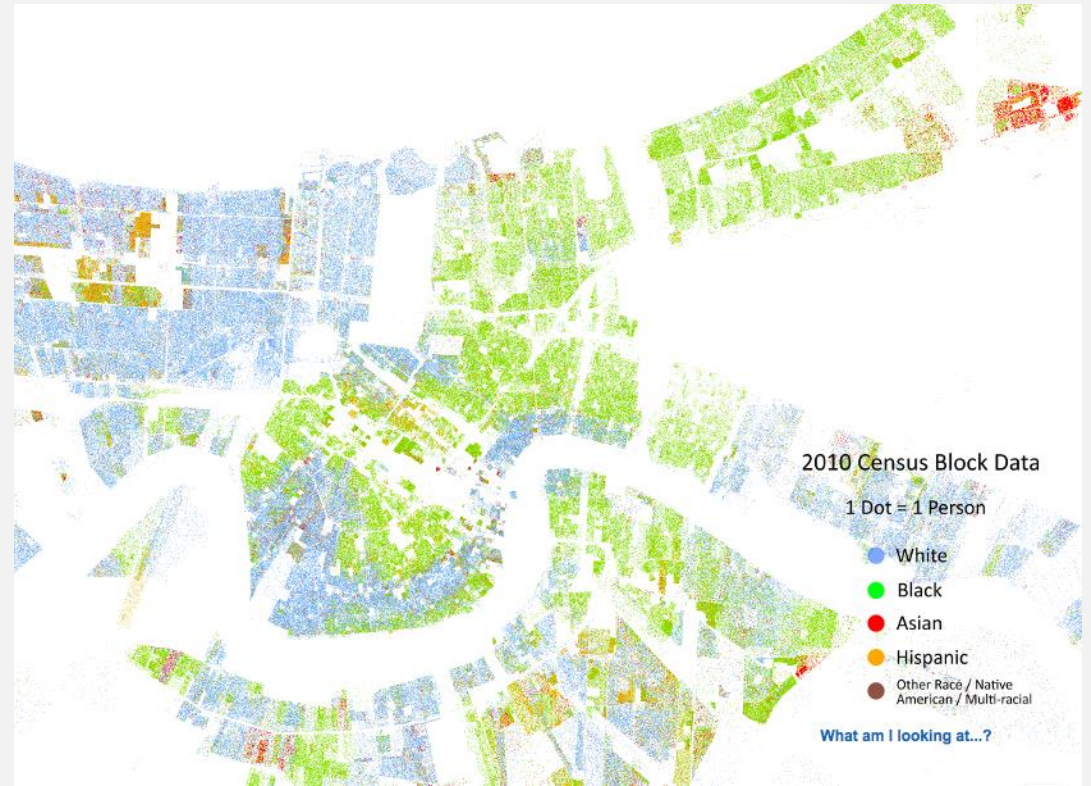 2010 Census Block Data
1 Dot = 1 Person
White
Black
Asian
Hispanic
Other Race / Native
American / Multi-racial
What am I looking at...?